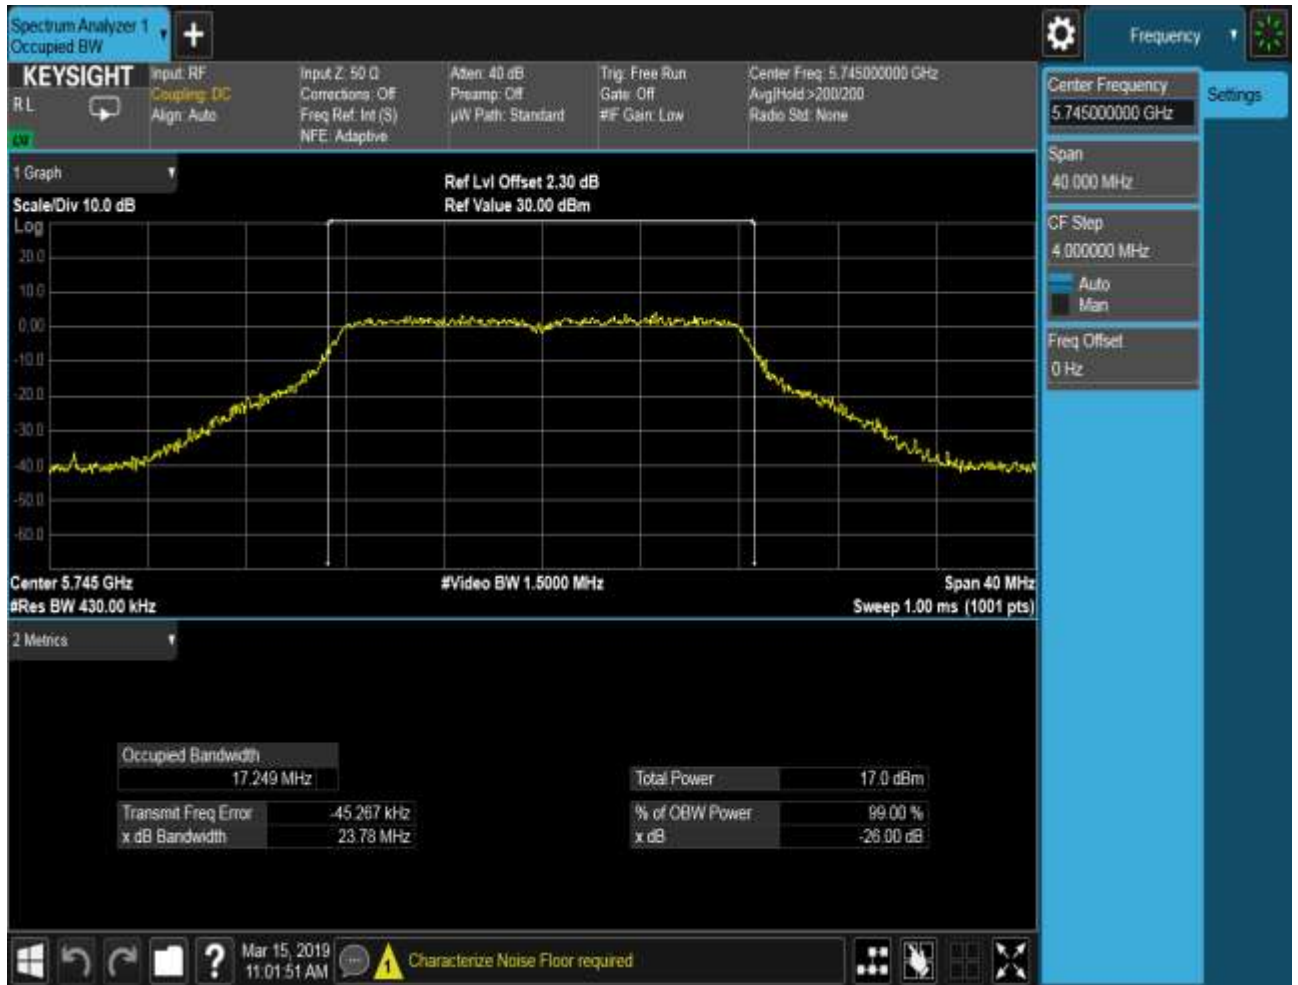 Spectrum Analyzer 1
Occupied BW
Frequency
KEYSIGHT
RL
Input: RF
Coupling: DC
Align: Auto
Input Z: 50 Ω
Corrections: Off
Freq Ref: Int (S)
NFE: Adaptive
Atten: 40 dB
Preamp: Off
µW Path: Standard
Trig: Free Run
Gate: Off
#IF Gain: Low
Center Freq: 5.745000000 GHz
Avg|Hold:>200/200
Radio Std: None
Center Frequency
5.745000000 GHz
Settings
Span
40.000 MHz
CF Step
4.000000 MHz
Auto
Man
Freq Offset
0 Hz
1 Graph
Scale/Div 10.0 dB
Ref Lvl Offset 2.30 dB
Ref Value 30.00 dBm
Log
20.0
10.0
0.00
-10.0
-20.0
-30.0
-40.0
-50.0
-60.0
Center 5.745 GHz
#Video BW 1.5000 MHz
Span 40 MHz
#Res BW 430.00 kHz
Sweep 1.00 ms (1001 pts)
2 Metrics
Occupied Bandwidth
17.249 MHz
Transmit Freq Error -45.267 kHz
x dB Bandwidth 23.78 MHz
Total Power 17.0 dBm
% of OBW Power 99.00 %
x dB -26.00 dB
?
Mar 15, 2019
11:01:51 AM
1
Characterize Noise Floor required